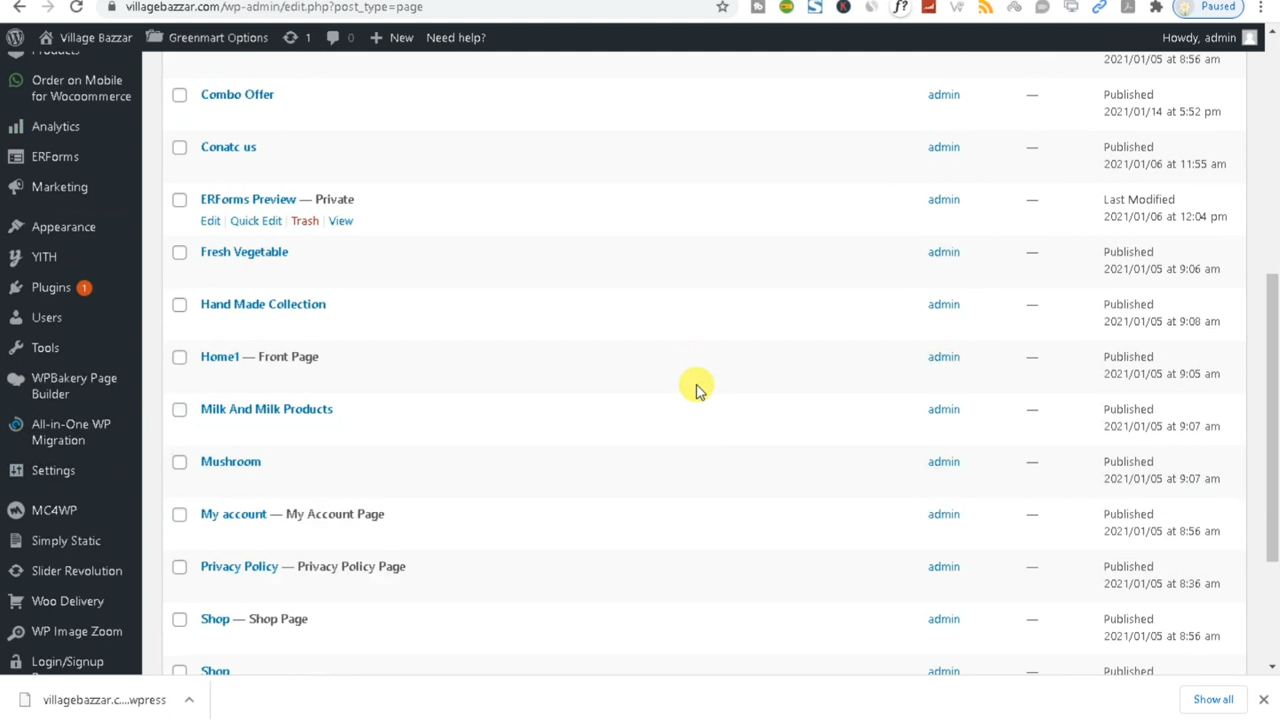 villagebazzar.com/wp-admin/edit.php?post_type=page
Paused
Village Bazzar
Greenmart Options
1
0
New
Need help?
Howdy, admin
Products
Order on Mobile
for Wocoommerce
Analytics
ERForms
Marketing
Appearance
YITH
Plugins 1
Users
Tools
WPBakery Page
Builder
All-in-One WP
Migration
Settings
MC4WP
Simply Static
Slider Revolution
Woo Delivery
WP Image Zoom
Login/Signup
2021/01/05 at 8:56 am
Combo Offer
admin
—
Published
2021/01/14 at 5:52 pm
Conatc us
admin
—
Published
2021/01/06 at 11:55 am
ERForms Preview — Private
Edit | Quick Edit | Trash | View
admin
—
Last Modified
2021/01/06 at 12:04 pm
Fresh Vegetable
admin
—
Published
2021/01/05 at 9:06 am
Hand Made Collection
admin
—
Published
2021/01/05 at 9:08 am
Home1 — Front Page
admin
—
Published
2021/01/05 at 9:05 am
Milk And Milk Products
admin
—
Published
2021/01/05 at 9:07 am
Mushroom
admin
—
Published
2021/01/05 at 9:07 am
My account — My Account Page
admin
—
Published
2021/01/05 at 8:56 am
Privacy Policy — Privacy Policy Page
admin
—
Published
2021/01/05 at 8:36 am
Shop — Shop Page
admin
—
Published
2021/01/05 at 8:56 am
Shop
admin
—
Published
villagebazzar.c....wpress
Show all